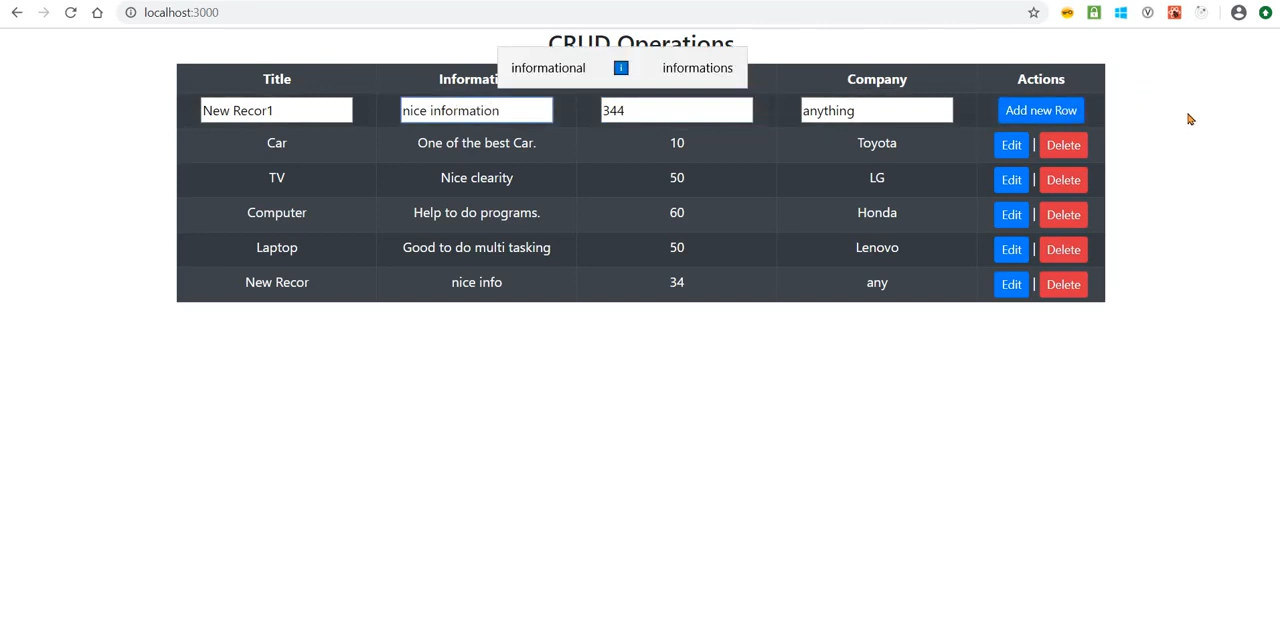 localhost:3000
CRUD Operations
informational i informations
Title Informati Company Actions
New Recor1 nice information 344 anything Add new Row
Car One of the best Car. 10 Toyota Edit | Delete
TV Nice clearity 50 LG Edit | Delete
Computer Help to do programs. 60 Honda Edit | Delete
Laptop Good to do multi tasking 50 Lenovo Edit | Delete
New Recor nice info 34 any Edit | Delete